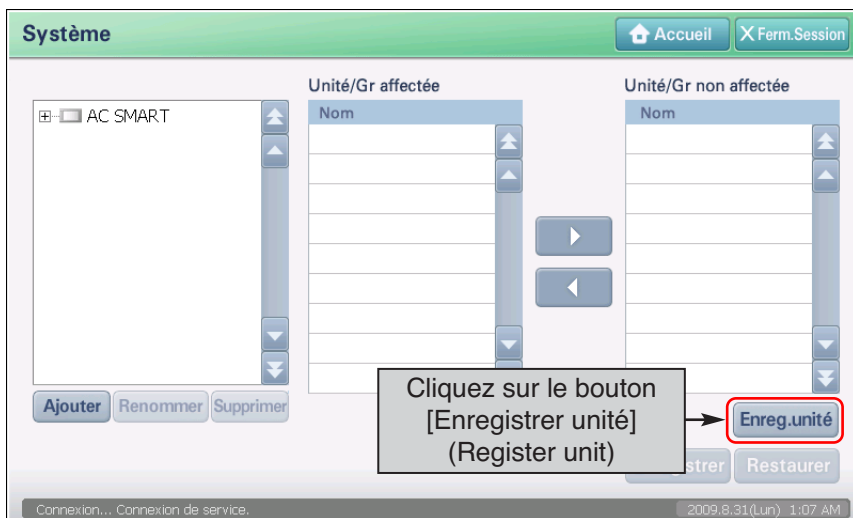 Système
Accueil
X Ferm.Session
Unité/Gr affectée
Unité/Gr non affectée
AC SMART
Nom
Nom
Cliquez sur le bouton
[Enregistrer unité]
(Register unit)
Ajouter
Renommer
Supprimer
Enreg.unité
Restaurer
Connexion... Connexion de service.
2009.8.31(Lun) 1:07 AM